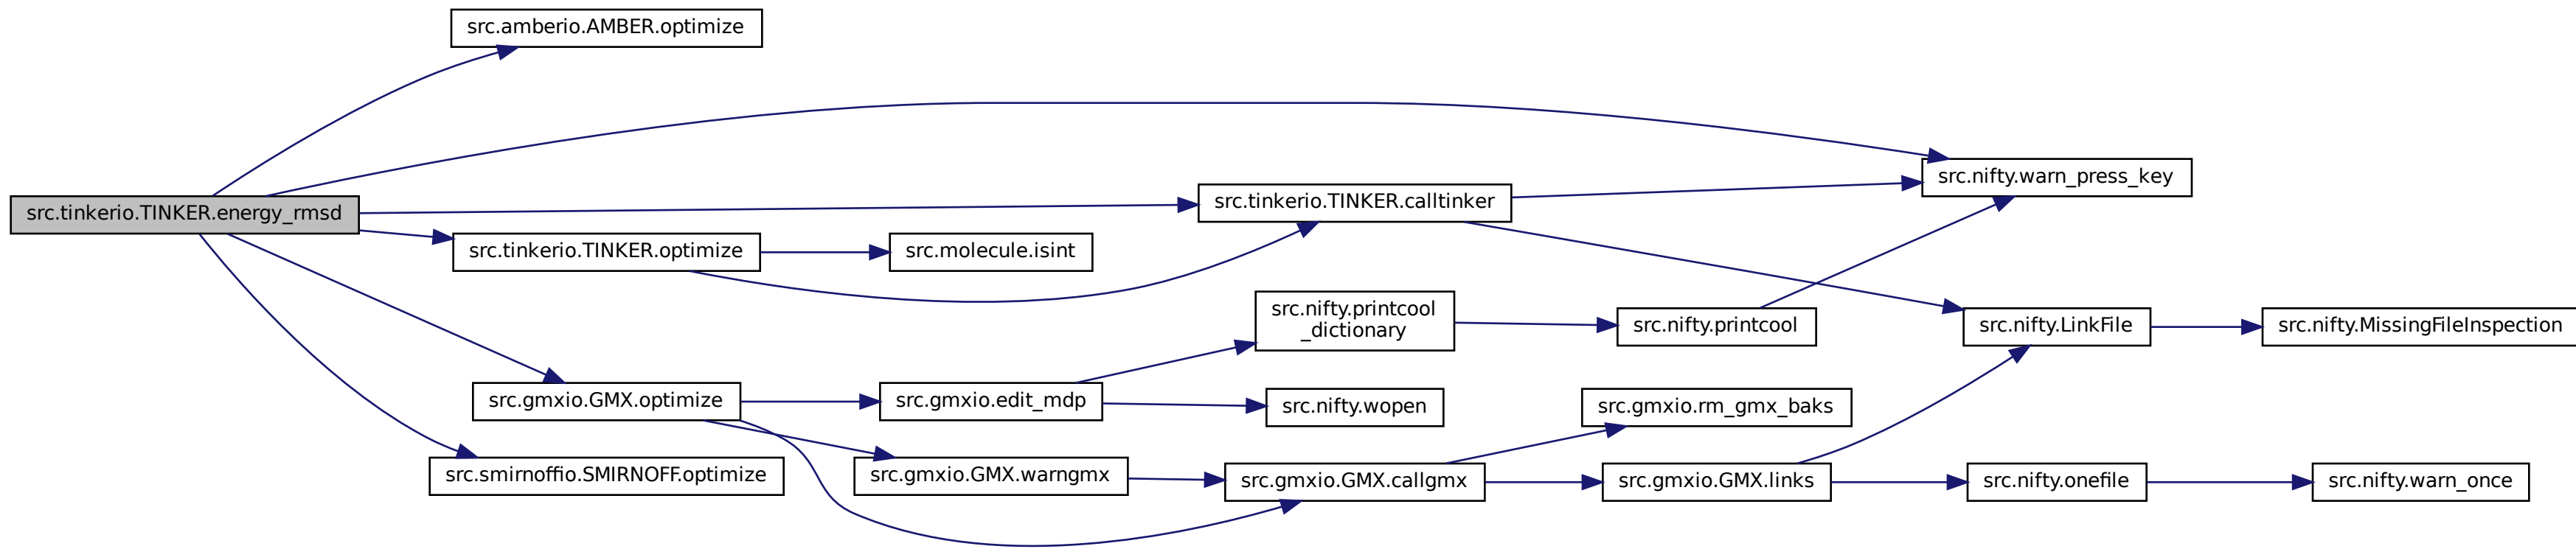 src.amberio.AMBER.optimize
src.nifty.warn_press_key
src.tinkerio.TINKER.energy_rmsd
src.tinkerio.TINKER.calltinker
src.tinkerio.TINKER.optimize
src.molecule.isint
src.nifty.printcool
_dictionary
src.nifty.printcool
src.nifty.LinkFile
src.nifty.MissingFileInspection
src.gmxio.GMX.optimize
src.gmxio.edit_mdp
src.nifty.wopen
src.gmxio.rm_gmx_baks
src.smirnoffio.SMIRNOFF.optimize
src.gmxio.GMX.warngmx
src.gmxio.GMX.callgmx
src.gmxio.GMX.links
src.nifty.onefile
src.nifty.warn_once